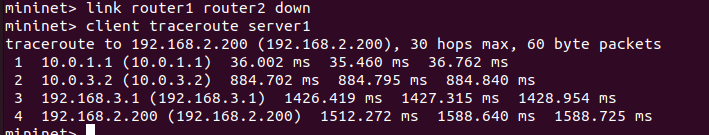 mininet> link router1 router2 down
mininet> client traceroute server1
traceroute to 192.168.2.200 (192.168.2.200), 30 hops max, 60 byte packets
 1  10.0.1.1 (10.0.1.1)  36.002 ms  35.460 ms  36.762 ms
 2  10.0.3.2 (10.0.3.2)  884.702 ms  884.795 ms  884.840 ms
 3  192.168.3.1 (192.168.3.1)  1426.419 ms  1427.315 ms  1428.954 ms
 4  192.168.2.200 (192.168.2.200)  1512.272 ms  1588.640 ms  1588.725 ms
mininet>